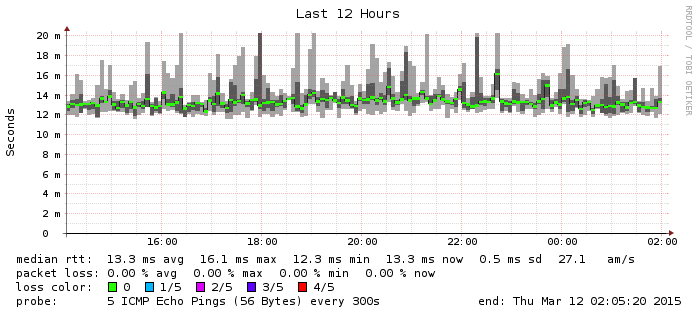 Last 12 Hours
RRDTOOL / TOBI OETIKER
Seconds
20 m
18 m
16 m
14 m
12 m
10 m
8 m
6 m
4 m
2 m
0
16:00 18:00 20:00 22:00 00:00 02:00
median rtt: 13.3 ms avg 16.1 ms max 12.3 ms min 13.3 ms now 0.5 ms sd 27.1 am/s
packet loss: 0.00 % avg 0.00 % max 0.00 % min 0.00 % now
loss color: 0 1/5 2/5 3/5 4/5
probe: 5 ICMP Echo Pings (56 Bytes) every 300s end: Thu Mar 12 02:05:20 2015